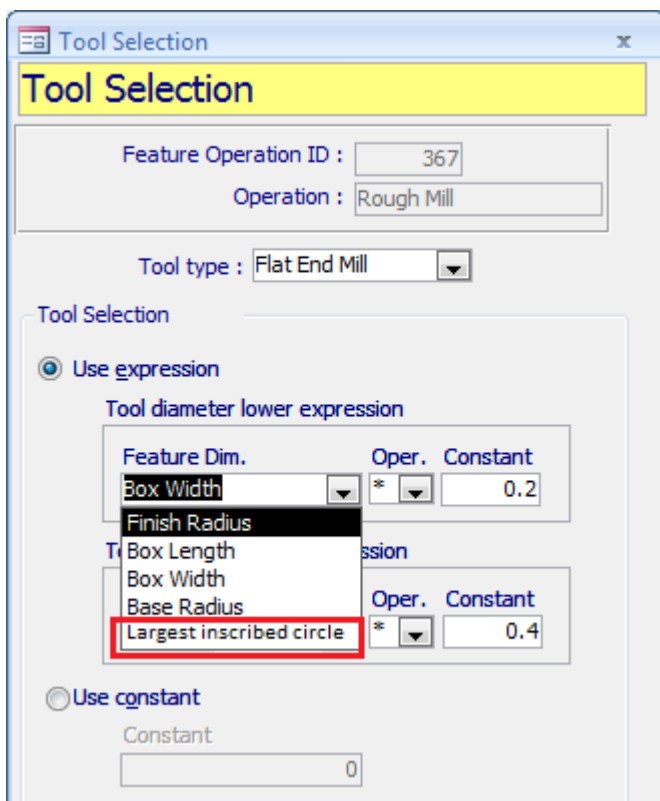 Tool Selection x
Tool Selection
Feature Operation ID : 367
Operation : Rough Mill
Tool type : Flat End Mill
Tool Selection
Use expression
Tool diameter lower expression
Feature Dim. Oper. Constant
Box Width * 0.2
Finish Radius
Box Length
Box Width
Base Radius
Largest inscribed circle
ssion
Oper. Constant
* 0.4
Use constant
Constant
0